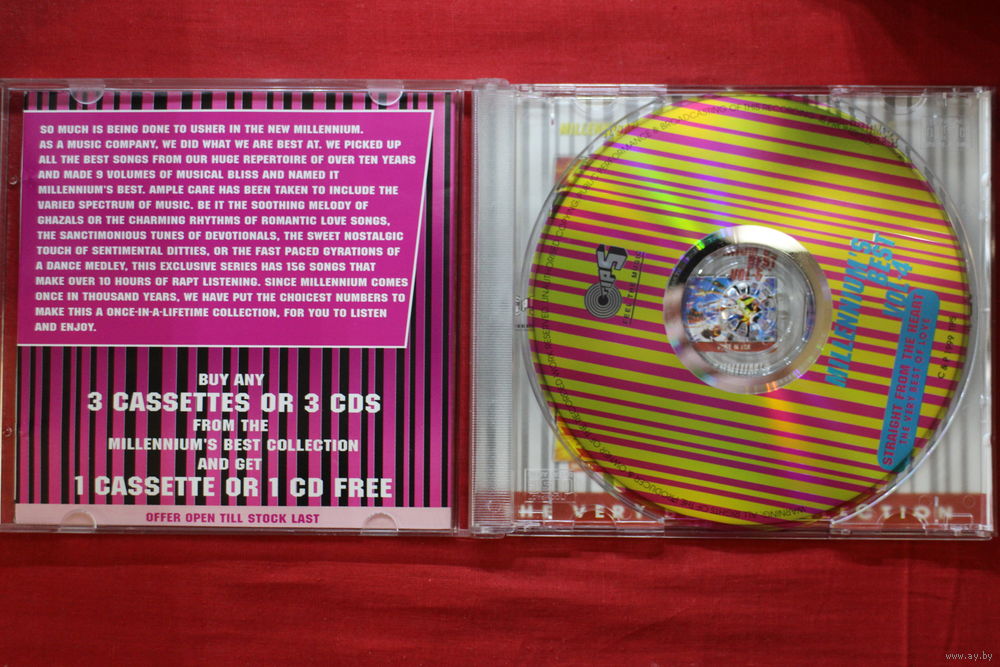 SO MUCH IS BEING DONE TO USHER IN THE NEW MILLENNIUM.
AS A MUSIC COMPANY, WE DID WHAT WE ARE BEST AT. WE PICKED UP
ALL THE BEST SONGS FROM OUR HUGE REPERTOIRE OF OVER TEN YEARS
AND MADE 9 VOLUMES OF MUSICAL BLISS AND NAMED IT
MILLENNIUM'S BEST. AMPLE CARE HAS BEEN TAKEN TO INCLUDE THE
VARIED SPECTRUM OF MUSIC. BE IT THE SOOTHING MELODY OF
GHAZALS OR THE CHARMING RHYTHMS OF ROMANTIC LOVE SONGS,
THE SANCTIMONIOUS TUNES OF DEVOTIONALS, THE SWEET NOSTALGIC
TOUCH OF SENTIMENTAL DITTIES, OR THE FAST PACED GYRATIONS OF
A DANCE MEDLEY, THIS EXCLUSIVE SERIES HAS 156 SONGS THAT
MAKE OVER 10 HOURS OF RAPT LISTENING. SINCE MILLENNIUM COMES
ONCE IN THOUSAND YEARS, WE HAVE PUT THE CHOICEST NUMBERS TO
MAKE THIS A ONCE-IN-A-LIFETIME COLLECTION, FOR YOU TO LISTEN
AND ENJOY.
BUY ANY
3 CASSETTES OR 3 CDS
FROM THE
MILLENNIUM'S BEST COLLECTION
AND GET
1 CASSETTE OR 1 CD FREE
OFFER OPEN TILL STOCK LAST
TIPS
FREE THE MUSIC
MILLENNIUM'S
BEST
VOL 4
STRAIGHT FROM THE HEART
THE VERY BEST OF LOVE
HE VER
CTION
www.ay.by